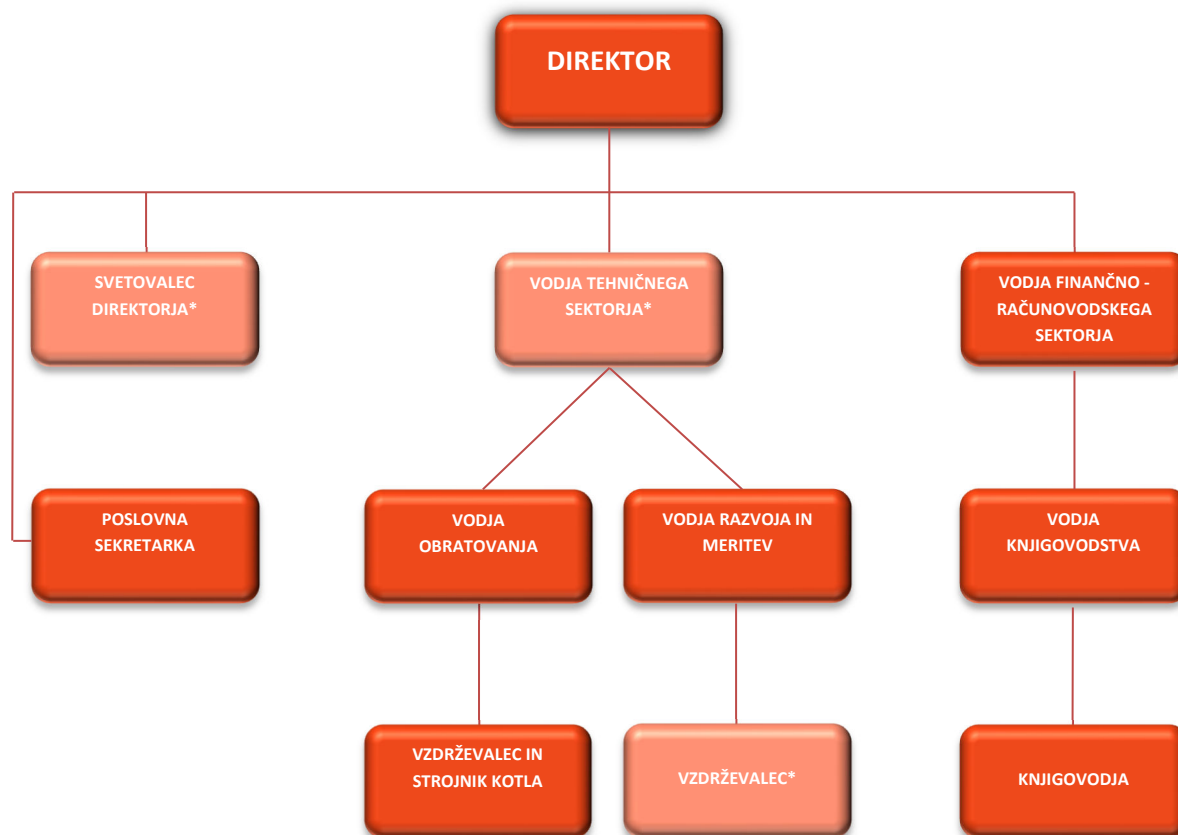 DIREKTOR
SVETOVALEC
DIREKTORJA*
VODJA TEHNIČNEGA
SEKTORJA*
VODJA FINANČNO -
RAČUNOVODSKEGA
SEKTORJA
POSLOVNA
SEKRETARKA
VODJA
OBRATOVANJA
VODJA RAZVOJA IN
MERITEV
VODJA
KNJIGOVODSTVA
VZDRŽEVALEC IN
STROJNIK KOTLA
VZDRŽEVALEC*
KNJIGOVODJA